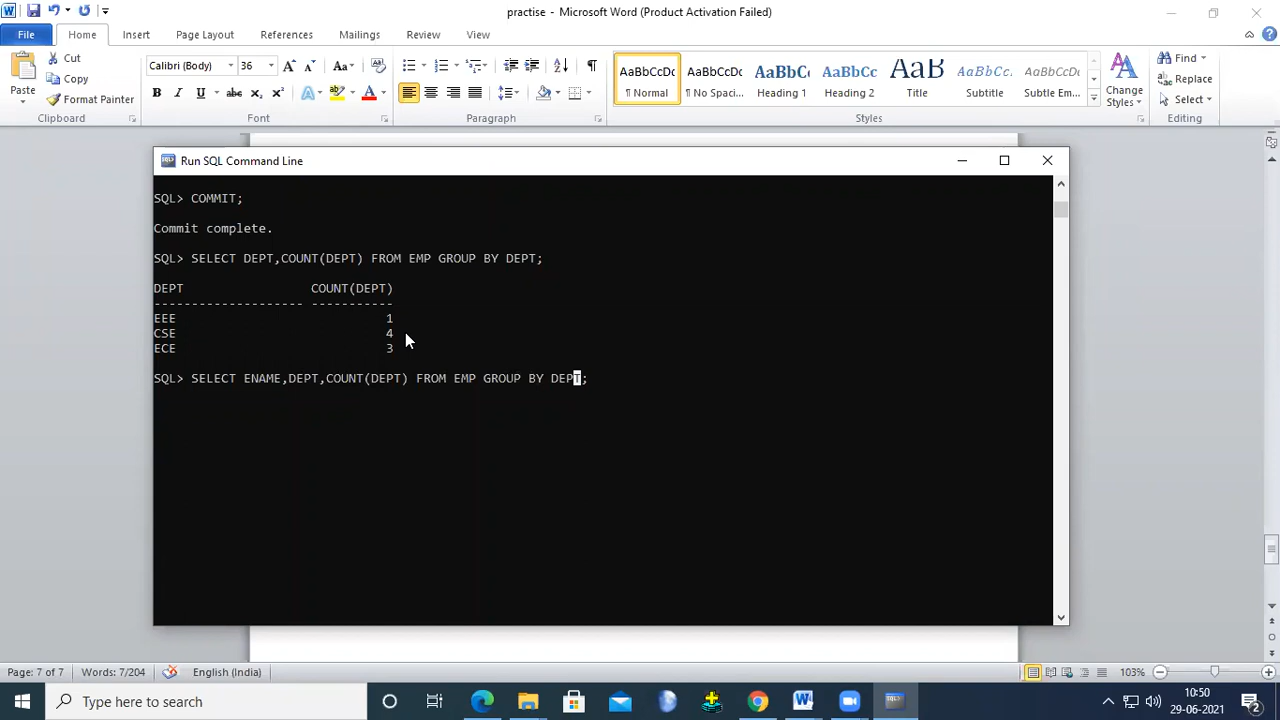 practise - Microsoft Word (Product Activation Failed)
File Home Insert Page Layout References Mailings Review View
Paste
Cut
Copy
Format Painter
Clipboard
Calibri (Body) 36
Font
Paragraph
AaBbCcDc AaBbCcDc AaBbCc AaBbCc AaB AaBbCcDc AaBbCcDc
¶ Normal ¶ No Spaci... Heading 1 Heading 2 Title Subtitle Subtle Em...
Change Styles
Styles
Find
Replace
Select
Editing
Run SQL Command Line
SQL> COMMIT;
Commit complete.
SQL> SELECT DEPT,COUNT(DEPT) FROM EMP GROUP BY DEPT;
DEPT COUNT(DEPT)
-------------------- -----------
EEE 1
CSE 4
ECE 3
SQL> SELECT ENAME,DEPT,COUNT(DEPT) FROM EMP GROUP BY DEPT;
Page: 7 of 7 Words: 7/204 English (India) 103%
Type here to search
10:50
29-06-2021
2